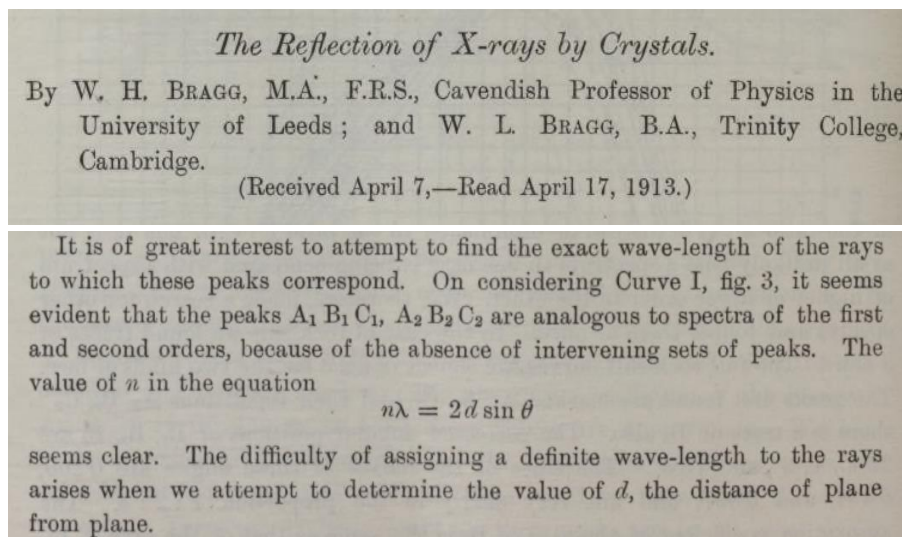 The Reflection of X-rays by Crystals.
By W. H. BRAGG, M.A., F.R.S., Cavendish Professor of Physics in the
University of Leeds ; and W. L. BRAGG, B.A., Trinity College,
Cambridge.
(Received April 7,—Read April 17, 1913.)
It is of great interest to attempt to find the exact wave-length of the rays
to which these peaks correspond. On considering Curve I, fig. 3, it seems
evident that the peaks A₁ B₁ C₁, A₂ B₂ C₂ are analogous to spectra of the first
and second orders, because of the absence of intervening sets of peaks. The
value of n in the equation
nλ = 2d sin θ
seems clear. The difficulty of assigning a definite wave-length to the rays
arises when we attempt to determine the value of d, the distance of plane
from plane.